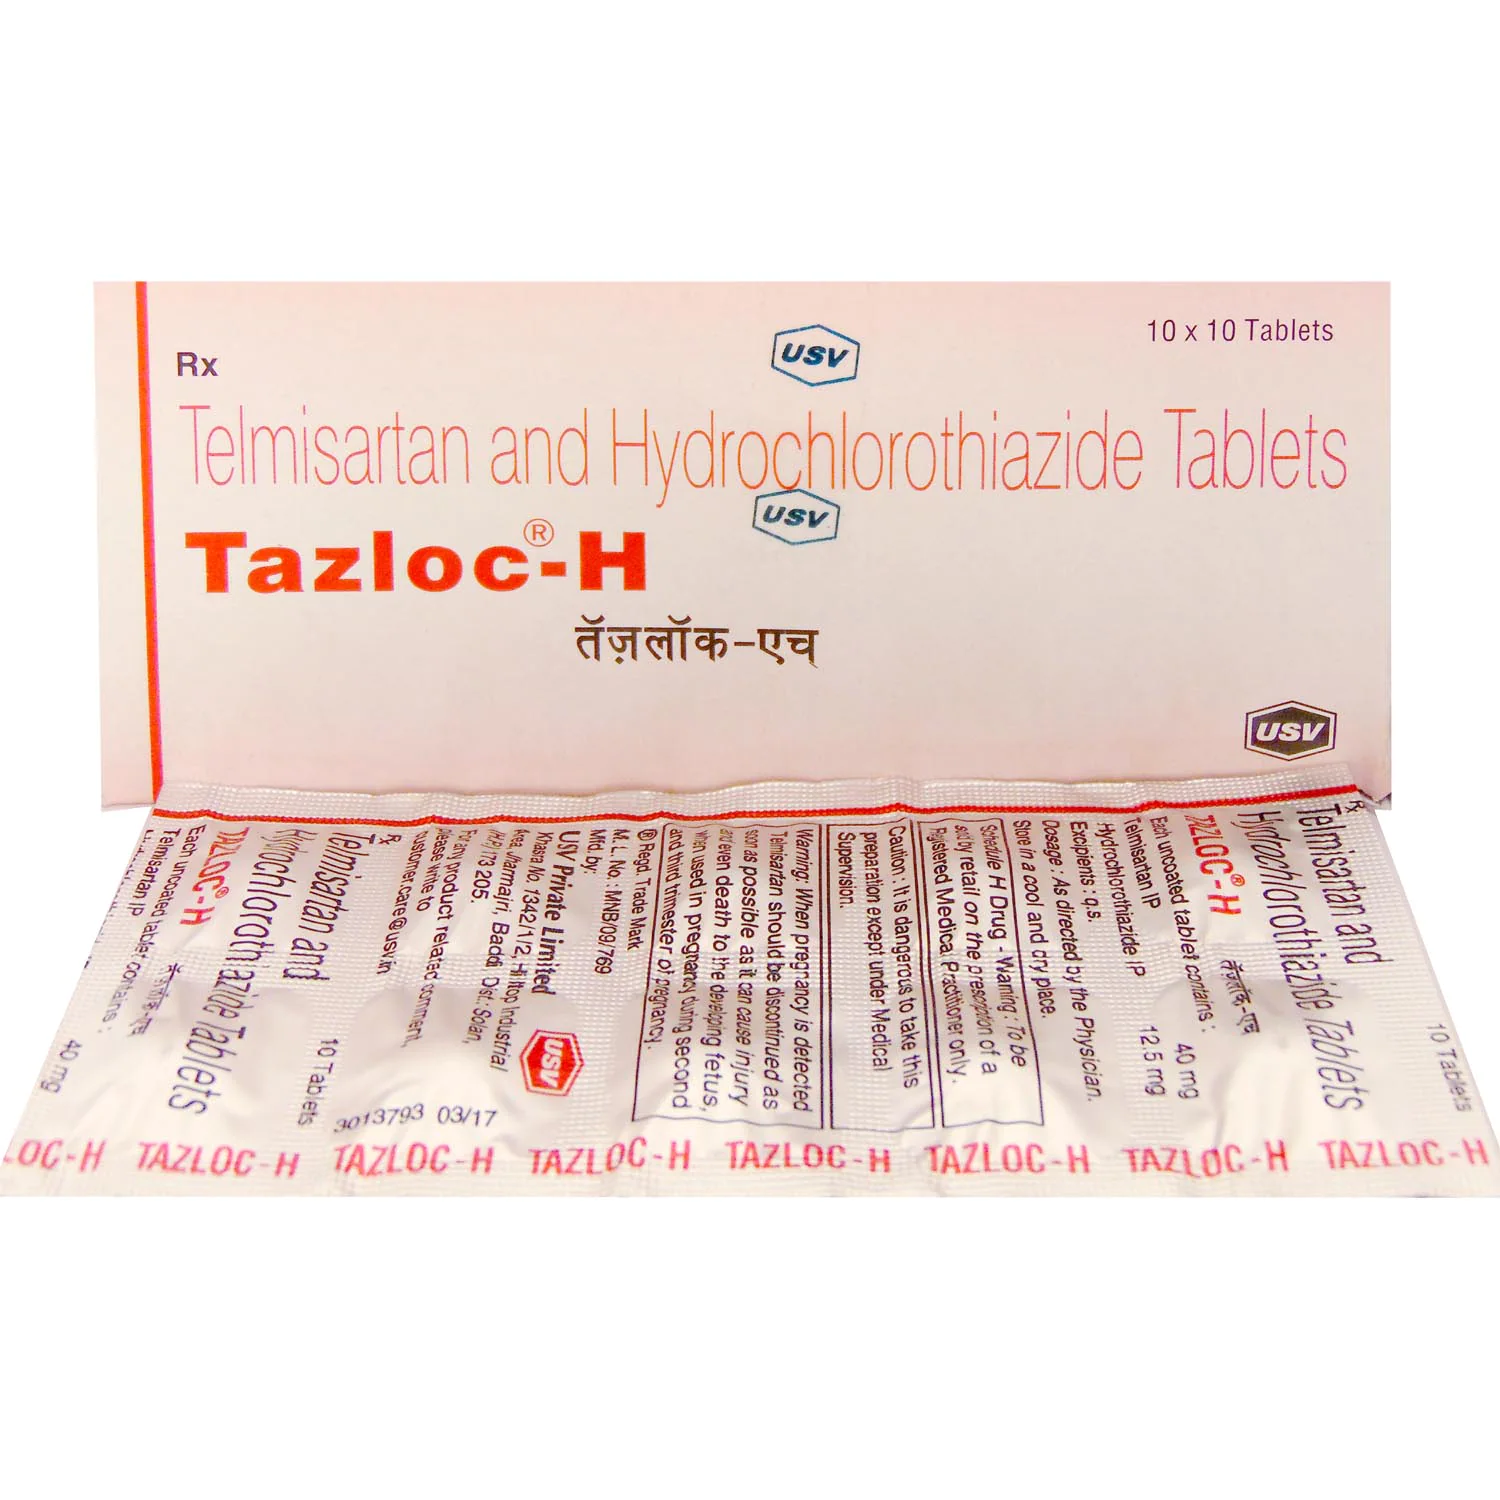 10 x 10 Tablets
USV
Rx
Telmisartan and Hydrochlorothiazide Tablets
USV
Tazloc®-H
तॅज़लॉक-एच
USV
10 Tablets
Rx
Telmisartan and
Hydrochlorothiazide Tablets
TAZLOC®-H
तॅज़लॉक-एच
Each uncoated tablet contains :
Telmisartan IP 40 mg
Hydrochlorothiazide IP 12.5 mg
Excipients : q.s.
Dosage : As directed by the Physician.
Store in a cool and dry place.
Schedule H Drug - Warning : To be
sold by retail on the prescription of a
Registered Medical Practitioner only.
Caution : It is dangerous to take this
preparation except under Medical
Supervision.
Warning: When pregnancy is detected
Telmisartan should be discontinued as
soon as possible as it can cause injury
and even death to the developing fetus,
when used in pregnancy during second
and third trimester of pregnancy.
® Regd. Trade Mark
M. L. No. : MNB/09/769
Mfd by:
USV Private Limited
Khasra No. 1342/1/2, Hilltop Industrial
Area, Jharmajri, Baddi Dist.: Solan,
(HP) 173 205.
USV
For any product related comment,
please write to
customer.care@usv.in
3013793 03/17
10 Tablets
Rx
Telmisartan and
Hydrochlorothiazide Tablets
TAZLOC®-H
तॅज़लॉक-एच
Each uncoated tablet contains :
Telmisartan IP 40 mg
LOC-H TAZLOC-H TAZLOC-H TAZLOC-H TAZLOC-H TAZLOC-H TAZLOC-H TAZLOC-H